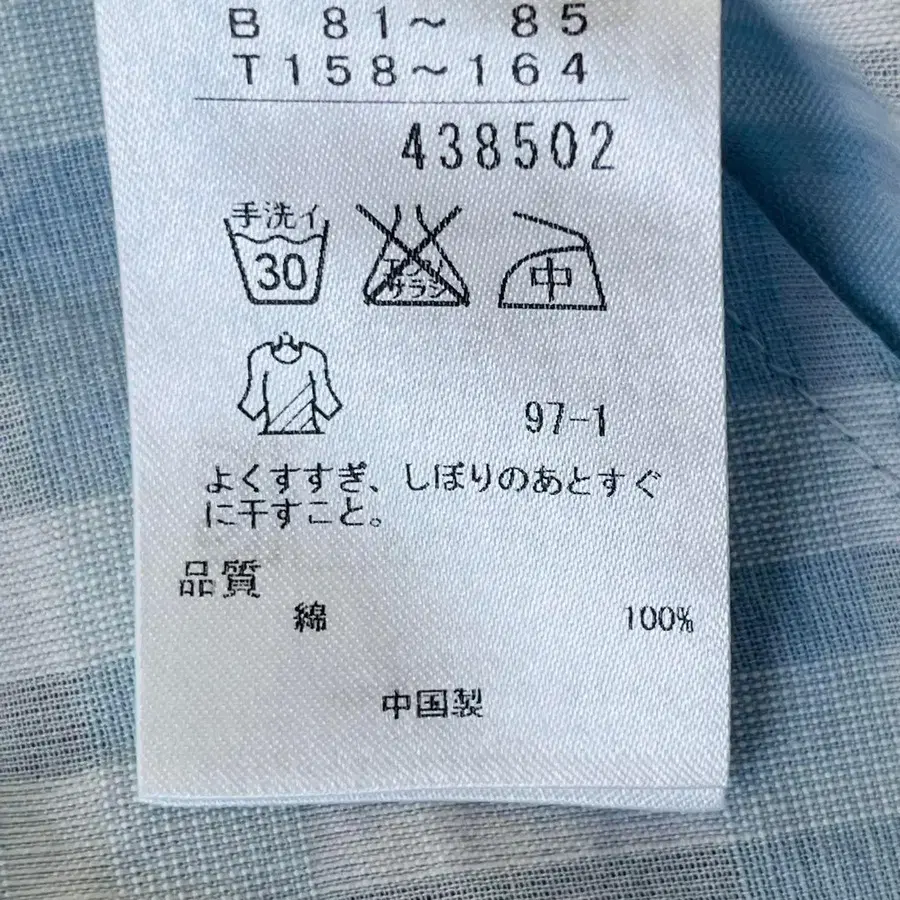 B 81～ 85
T158～164
438502
手洗イ
30
エンソ
サラシ
中
97-1
よくすすぎ、しぼりのあとすぐ
に干すこと。
品質
綿 100%
中国製